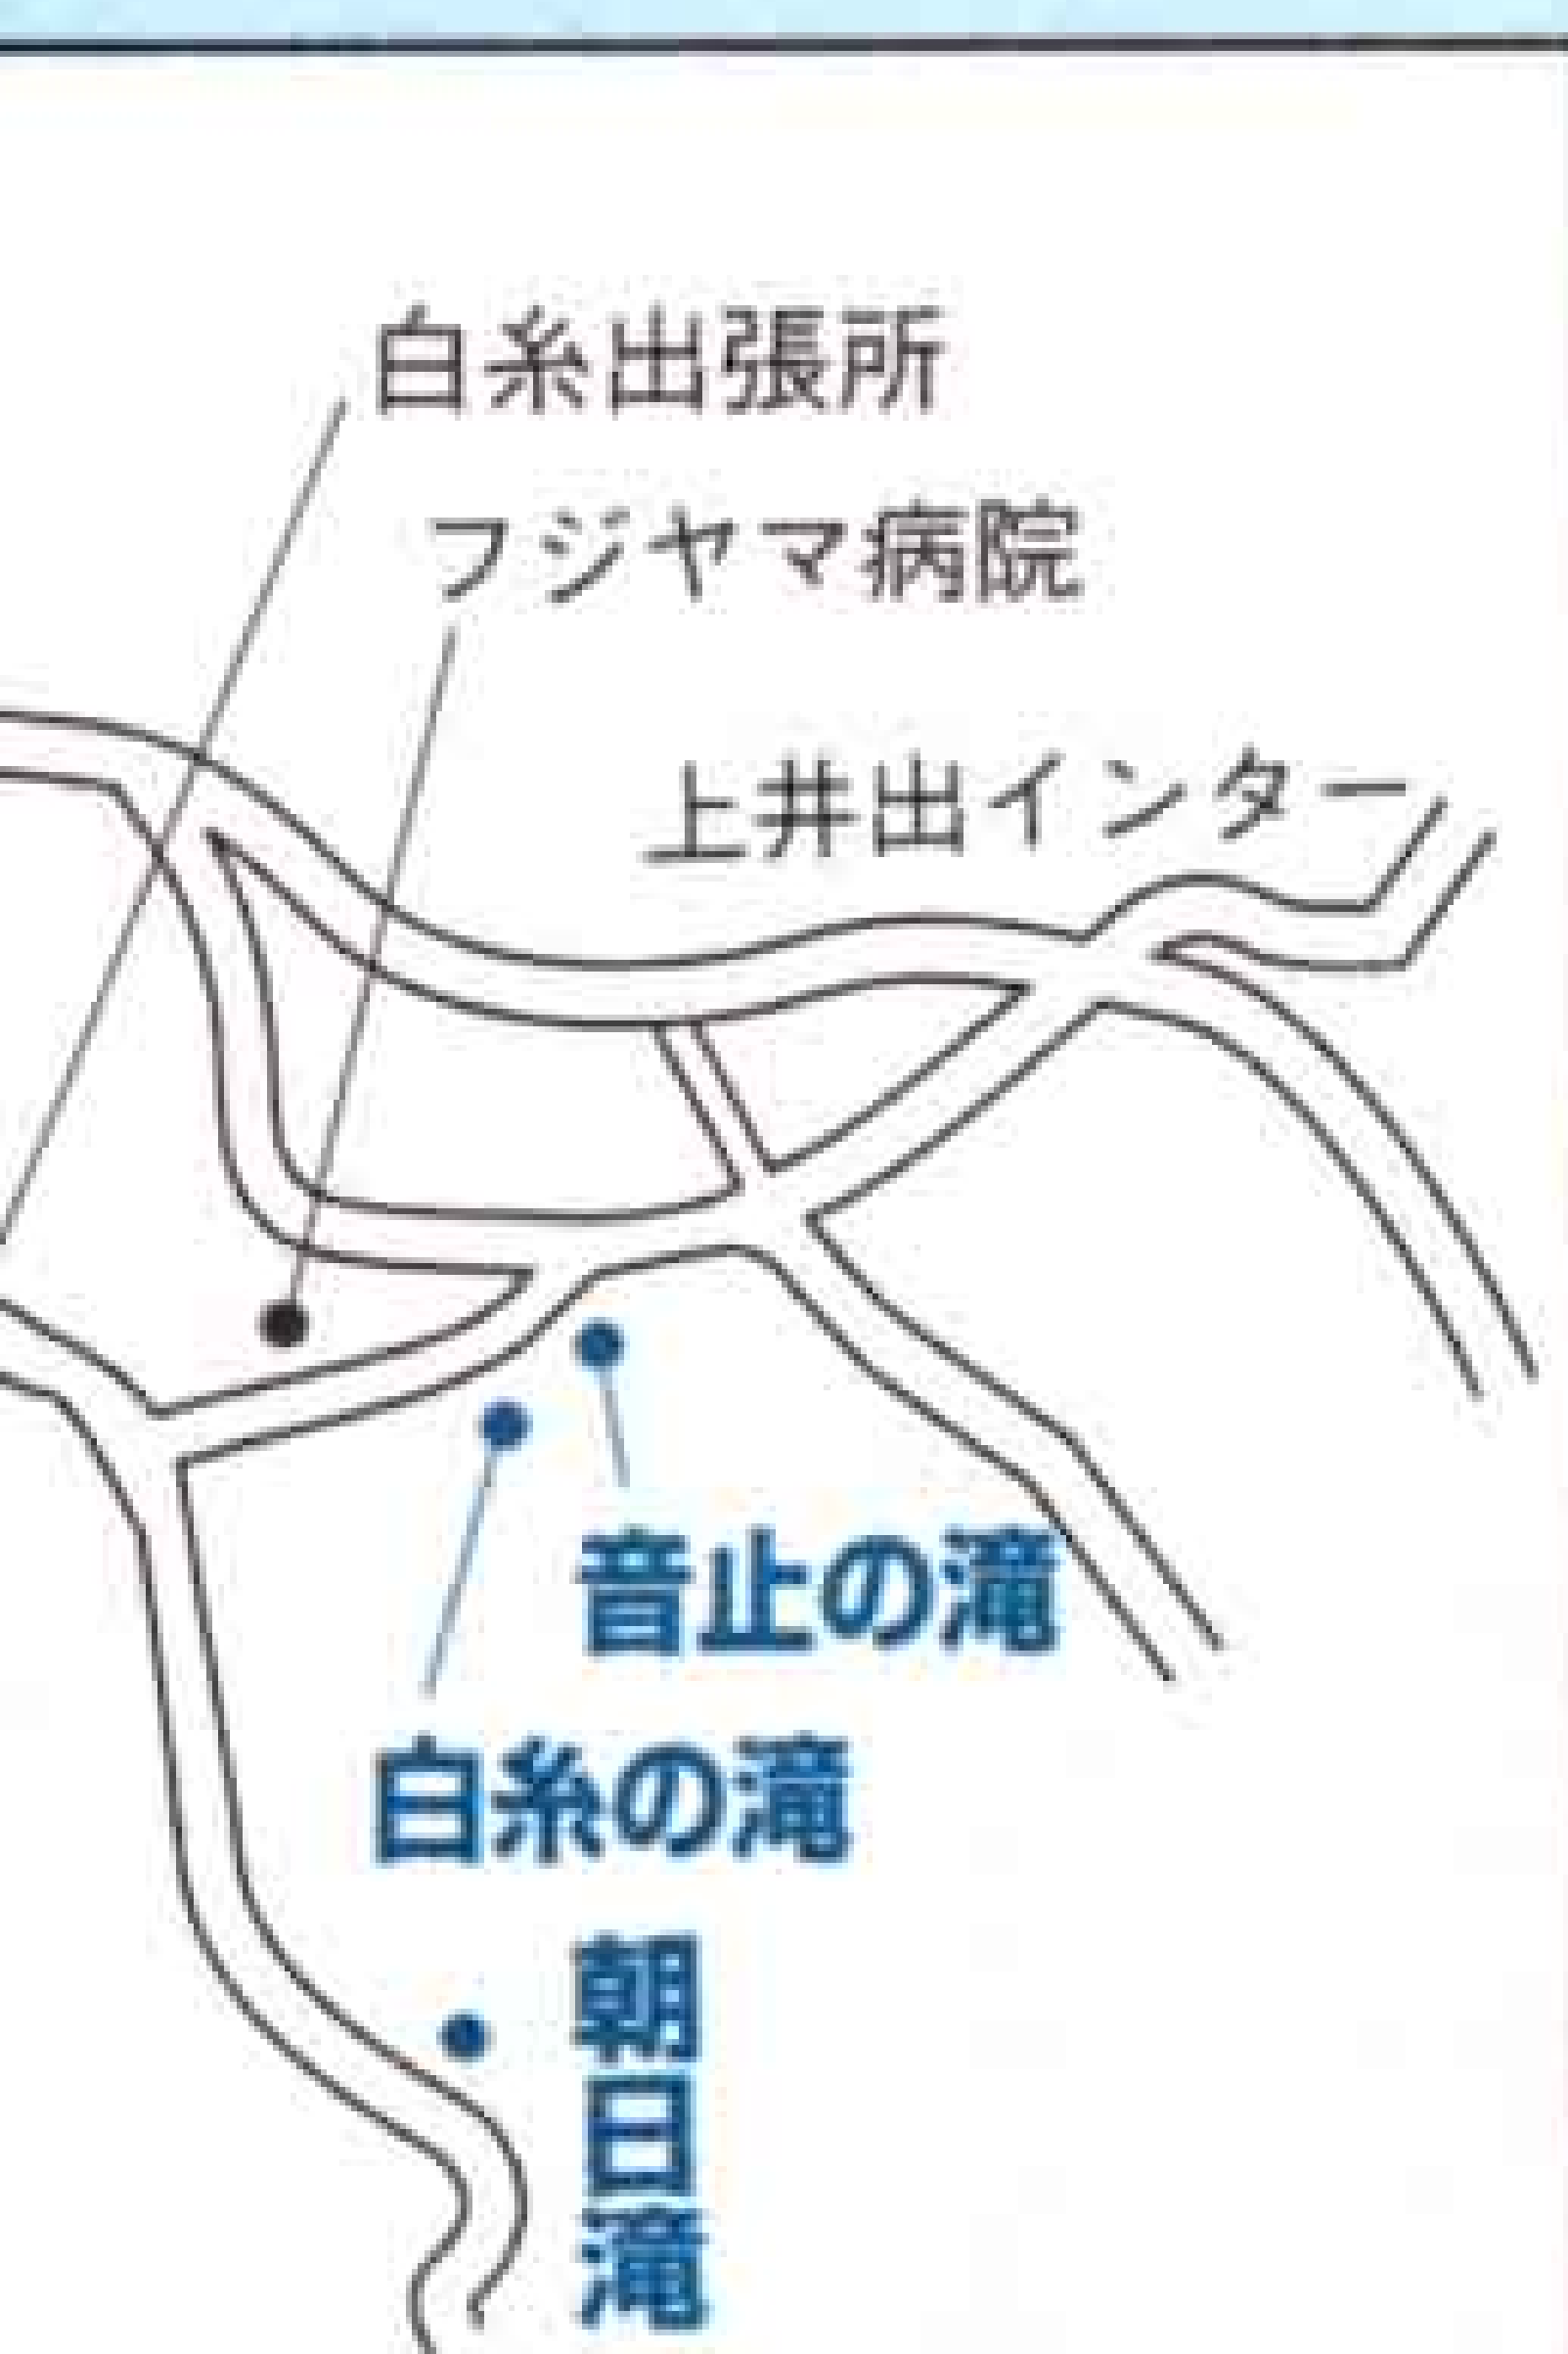 白糸出張所
フジヤマ病院
上井出インター
音止の滝
白糸の滝
朝日滝